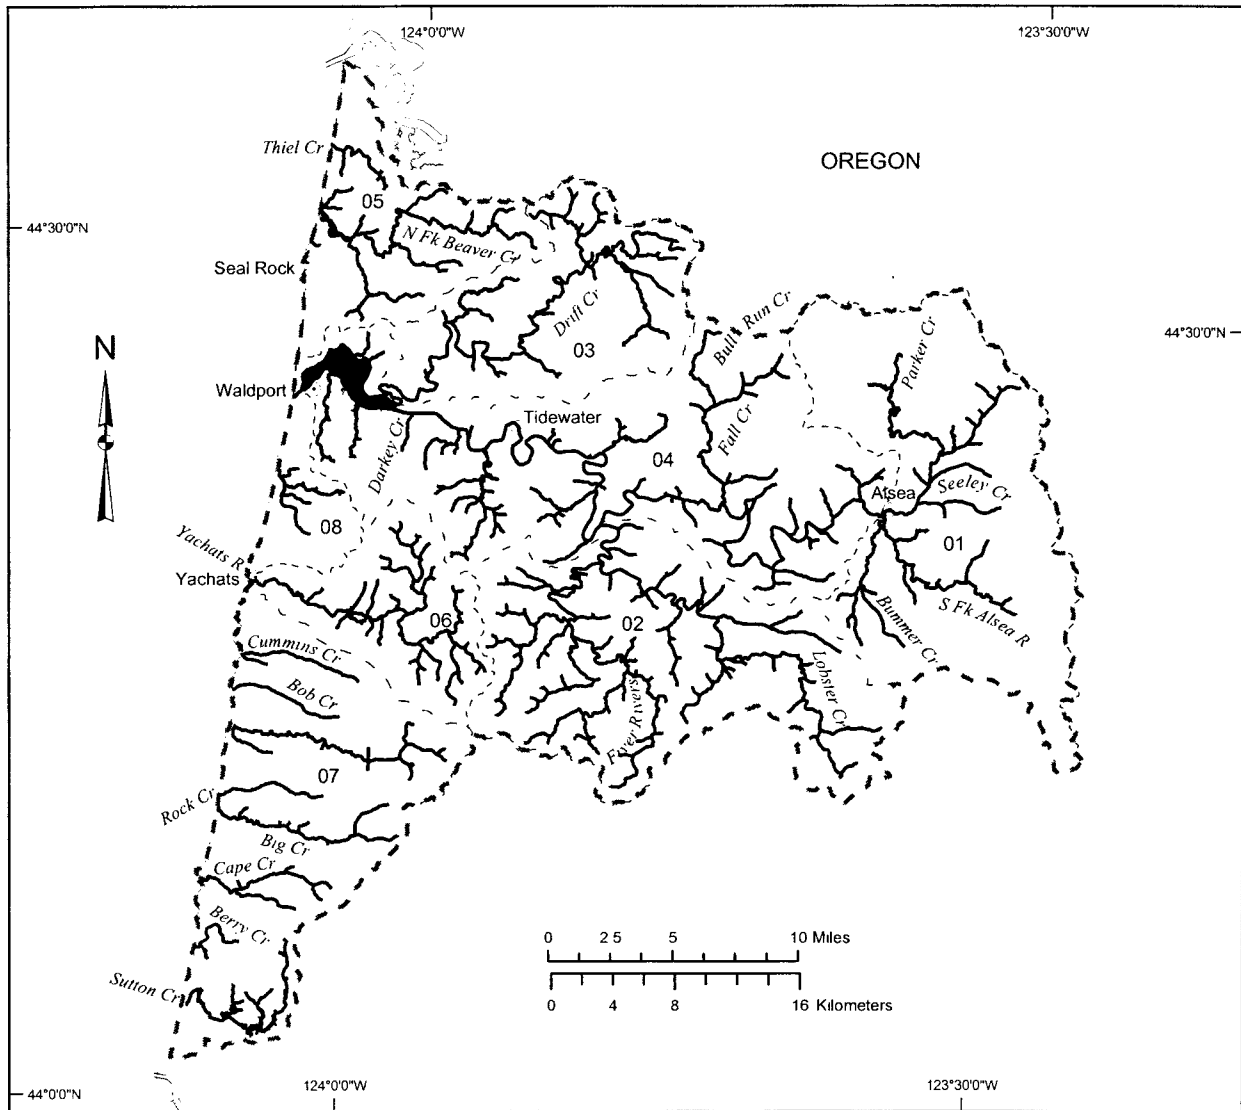 124°0'0"W
123°30'0"W
Thiel Cr
OREGON
05
44°30'0"N
N Fk Beaver Cr
Seal Rock
Drift Cr
Bull Run Cr
44°30'0"N
N
03
Parker Cr
Waldport
Tidewater
Darkey Cr
Fall Cr
04
Alsea
Seeley Cr
08
01
Yachats R
Yachats
S Fk Alsea R
06
02
Bummer Cr
Cummins Cr
Lobster Cr
Bob Cr
Five Rivers
07
Rock Cr
Big Cr
Cape Cr
Berry Cr
0 2.5 5 10 Miles
Sutton Cr
0 4 8 16 Kilometers
44°0'0"N
124°0'0"W
123°30'0"W